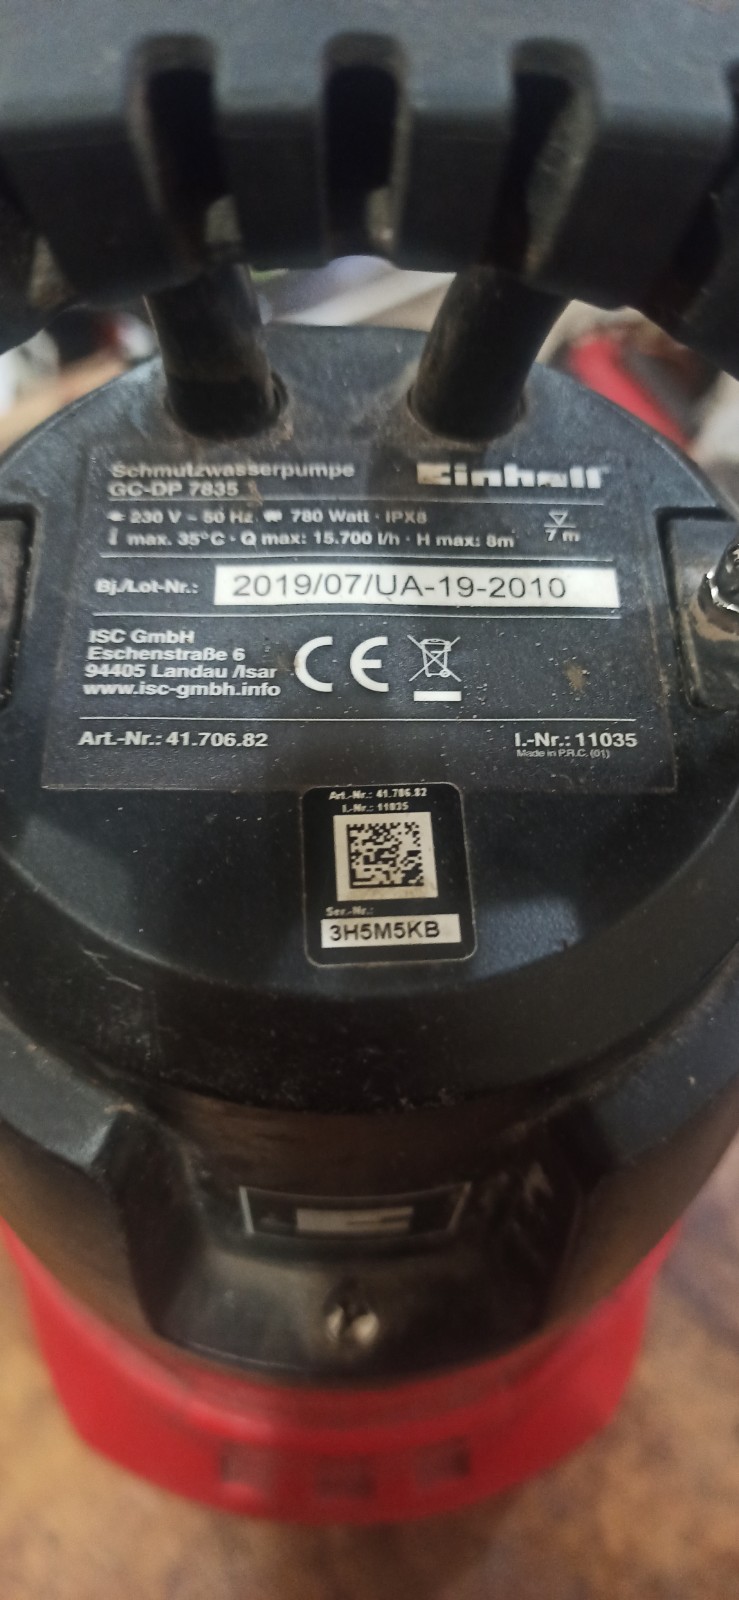 Schmutzwasserpumpe
Einhell
GC-DP 7835
230 V ~ 50 Hz 780 Watt · IPX8
max. 35°C · Q max: 15.700 l/h · H max: 8m
7 m
Bj./Lot-Nr.: 2019/07/UA-19-2010
ISC GmbH
Eschenstraße 6
94405 Landau /Isar
www.isc-gmbh.info
CE
Art.-Nr.: 41.706.82
I.-Nr.: 11035
Made in P.R.C. (01)
Art.-Nr.: 41.706.82
I.-Nr.: 11035
Ser.-Nr.:
3H5M5KB